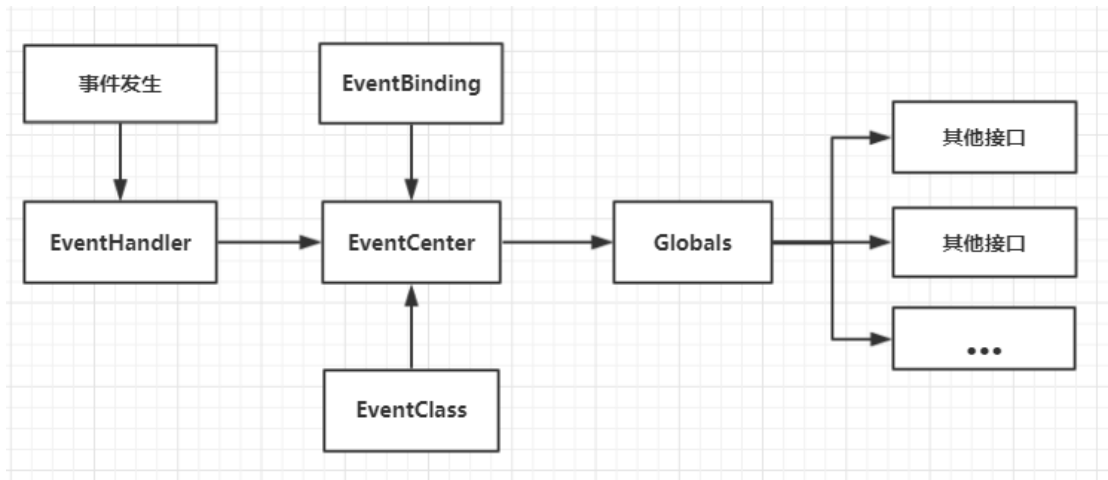 事件发生
EventBinding
其他接口
EventHandler
EventCenter
Globals
其他接口
EventClass
•••